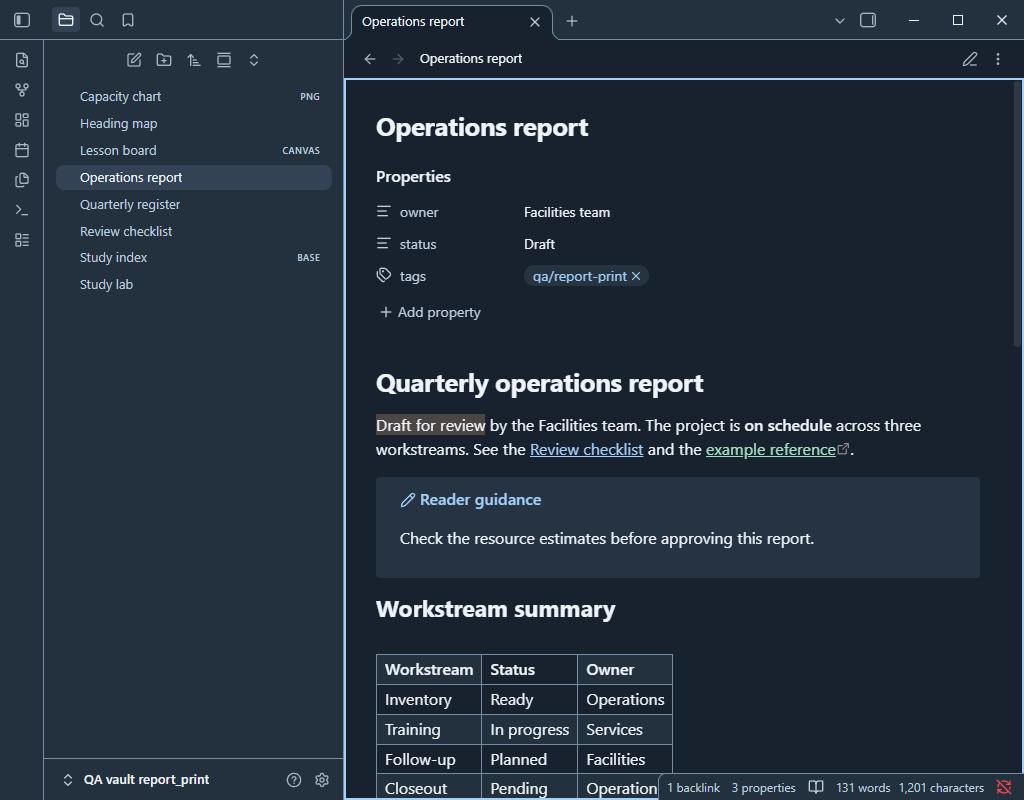 Operations report
Operations report
Capacity chart PNG
Heading map
Lesson board CANVAS
Operations report
Quarterly register
Review checklist
Study index BASE
Study lab
QA vault report_print
Operations report
Properties
owner Facilities team
status Draft
tags qa/report-print
Add property
Quarterly operations report
Draft for review by the Facilities team. The project is on schedule across three
workstreams. See the Review checklist and the example reference.
Reader guidance
Check the resource estimates before approving this report.
Workstream summary
Workstream Status Owner
Inventory Ready Operations
Training In progress Services
Follow-up Planned Facilities
Closeout Pending Operation
1 backlink 3 properties 131 words 1,201 characters